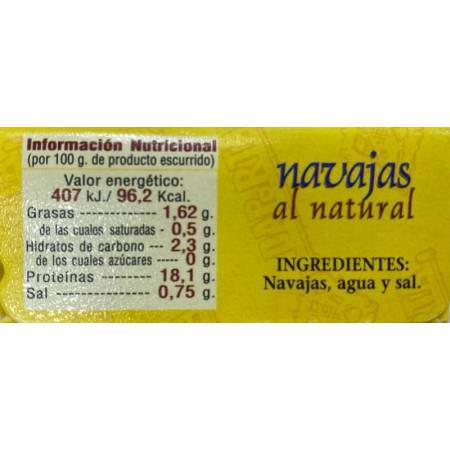 Información Nutricional
(por 100 g. de producto escurrido)
Valor energético:
407 kJ./ 96,2 Kcal.
Grasas ------------ 1,62 g.
de las cuales saturadas - 0,5 g.
Hidratos de carbono --- 2,3 g.
de los cuales azúcares ----- 0 g.
Proteínas ---------- 18,1 g.
Sal --------------- 0,75 g.
navajas
al natural
INGREDIENTES:
Navajas, agua y sal.